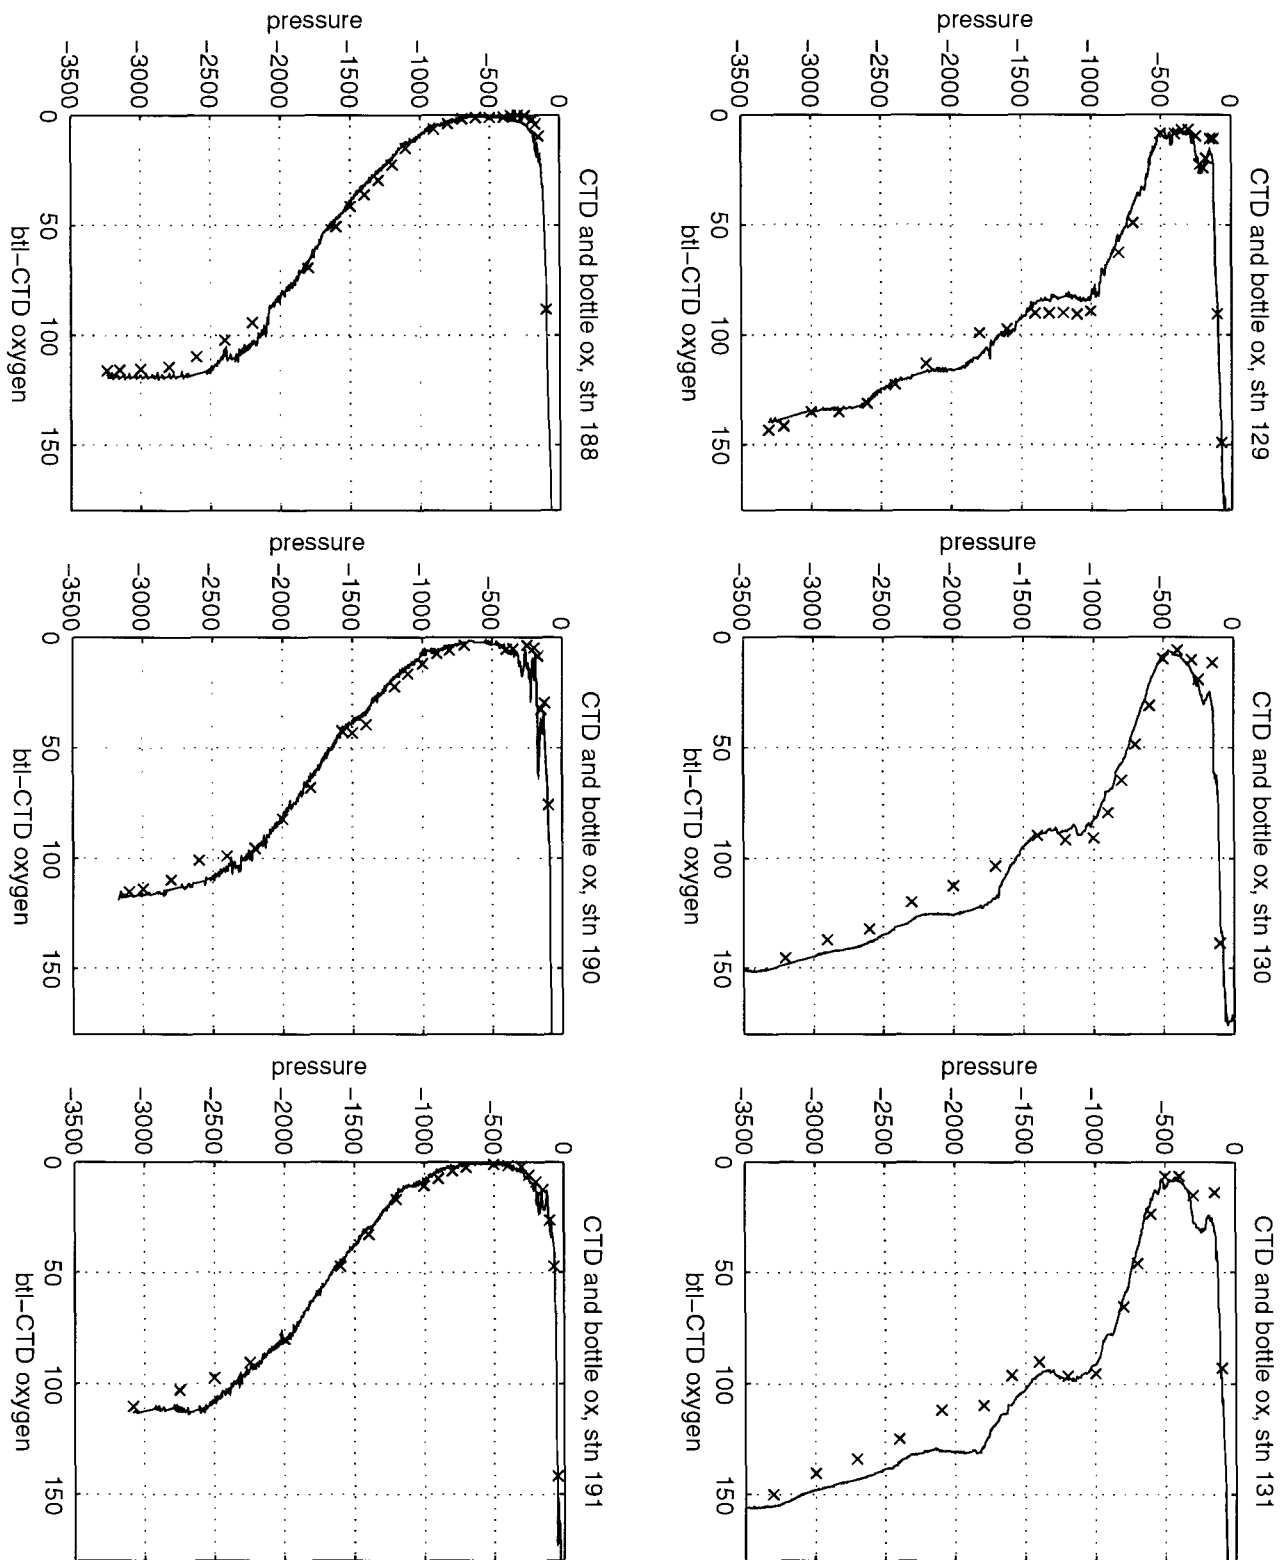 CTD and bottle ox, stn 129
0
−500
−1000
−1500
−2000
−2500
−3000
−3500
pressure
0 50 100 150
btl−CTD oxygen
CTD and bottle ox, stn 130
0
−500
−1000
−1500
−2000
−2500
−3000
−3500
pressure
0 50 100 150
btl−CTD oxygen
CTD and bottle ox, stn 131
0
−500
−1000
−1500
−2000
−2500
−3000
−3500
pressure
0 50 100 150
btl−CTD oxygen
CTD and bottle ox, stn 188
0
−500
−1000
−1500
−2000
−2500
−3000
−3500
pressure
0 50 100 150
btl−CTD oxygen
CTD and bottle ox, stn 190
0
−500
−1000
−1500
−2000
−2500
−3000
−3500
pressure
0 50 100 150
btl−CTD oxygen
CTD and bottle ox, stn 191
0
−500
−1000
−1500
−2000
−2500
−3000
−3500
pressure
0 50 100 150
btl−CTD oxygen